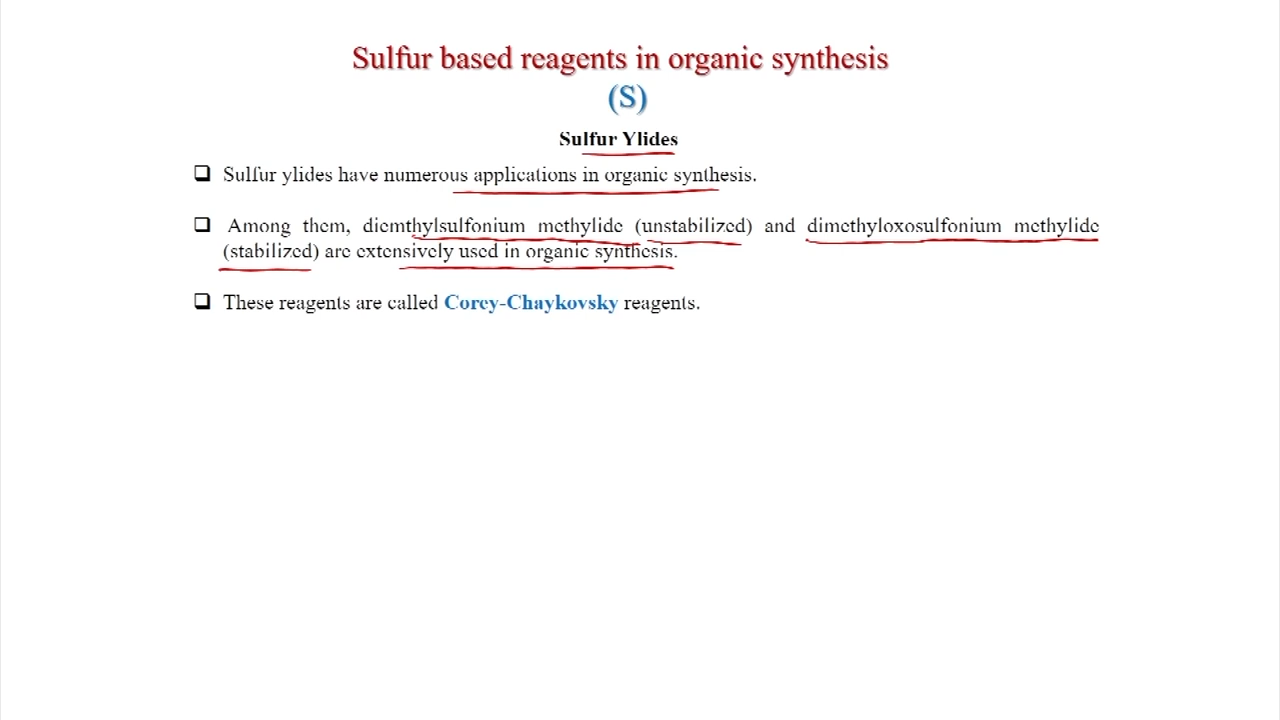 Sulfur based reagents in organic synthesis
(S)
Sulfur Ylides
❑ Sulfur ylides have numerous applications in organic synthesis.
❑ Among them, diemthylsulfonium methylide (unstabilized) and dimethyloxosulfonium methylide
(stabilized) are extensively used in organic synthesis.
❑ These reagents are called Corey-Chaykovsky reagents.